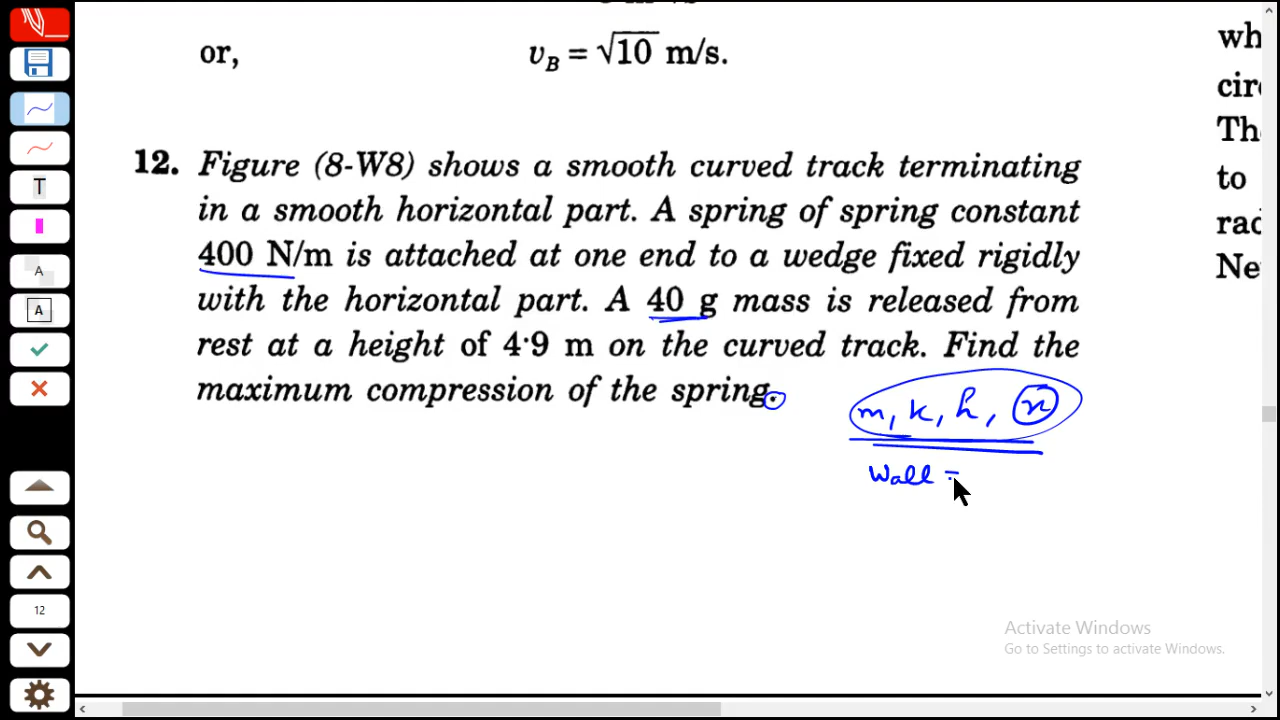 or, v_B = √10 m/s.
12. Figure (8-W8) shows a smooth curved track terminating
in a smooth horizontal part. A spring of spring constant
400 N/m is attached at one end to a wedge fixed rigidly
with the horizontal part. A 40 g mass is released from
rest at a height of 4·9 m on the curved track. Find the
maximum compression of the spring.
m, k, h, x
Wall =
wh
cir
Th
to
rad
Ne
T
A
A
12
Activate Windows
Go to Settings to activate Windows.